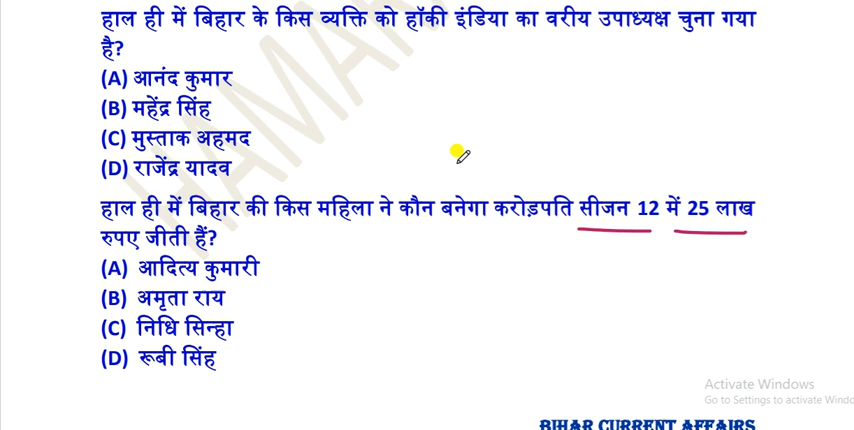 हाल ही में बिहार के किस व्यक्ति को हॉकी इंडिया का वरीय उपाध्यक्ष चुना गया
है?
(A) आनंद कुमार
(B) महेंद्र सिंह
(C) मुस्ताक अहमद
(D) राजेंद्र यादव
हाल ही में बिहार की किस महिला ने कौन बनेगा करोड़पति सीजन 12 में 25 लाख
रुपए जीती हैं?
(A) आदित्य कुमारी
(B) अमृता राय
(C) निधि सिन्हा
(D) रूबी सिंह
Activate Windows
Go to Settings to activate Windo
BIHAR CURRENT AFFAIRS